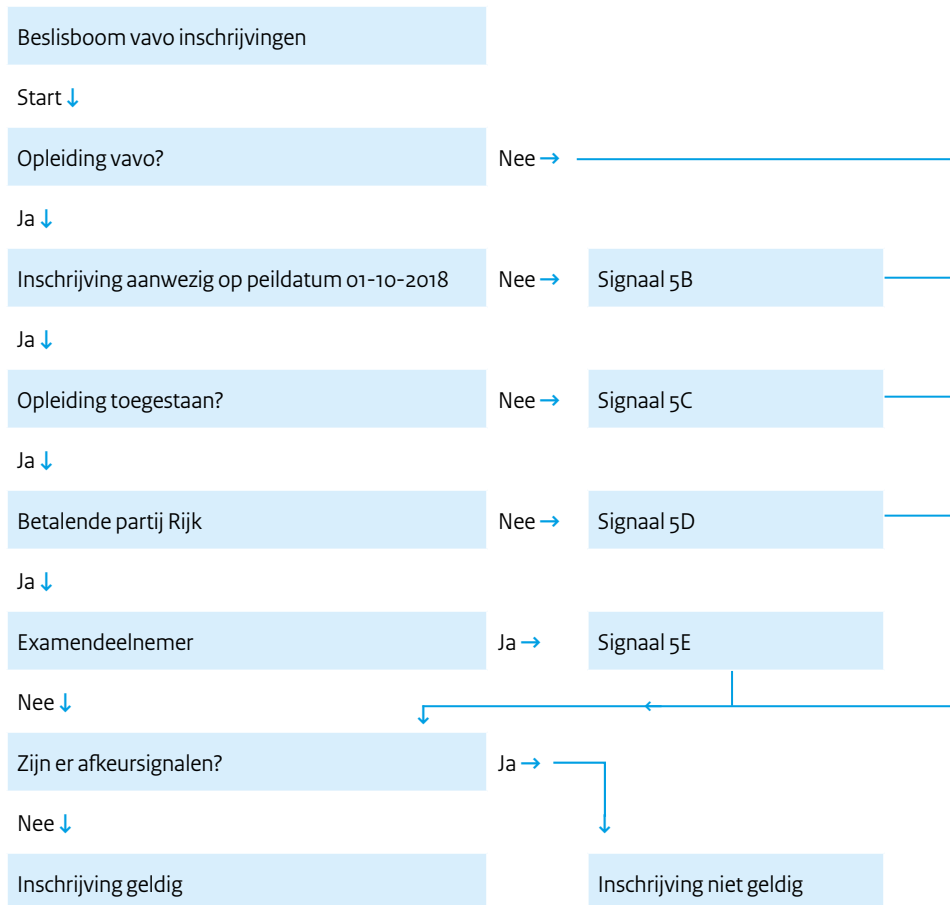 Beslisboom vavo inschrijvingen
Start ↓
Opleiding vavo? Nee →
Ja ↓
Inschrijving aanwezig op peildatum 01-10-2018 Nee → Signaal 5B
Ja ↓
Opleiding toegestaan? Nee → Signaal 5C
Ja ↓
Betalende partij Rijk Nee → Signaal 5D
Ja ↓
Examendeelnemer Ja → Signaal 5E
Nee ↓
Zijn er afkeursignalen? Ja →
Nee ↓
Inschrijving geldig Inschrijving niet geldig